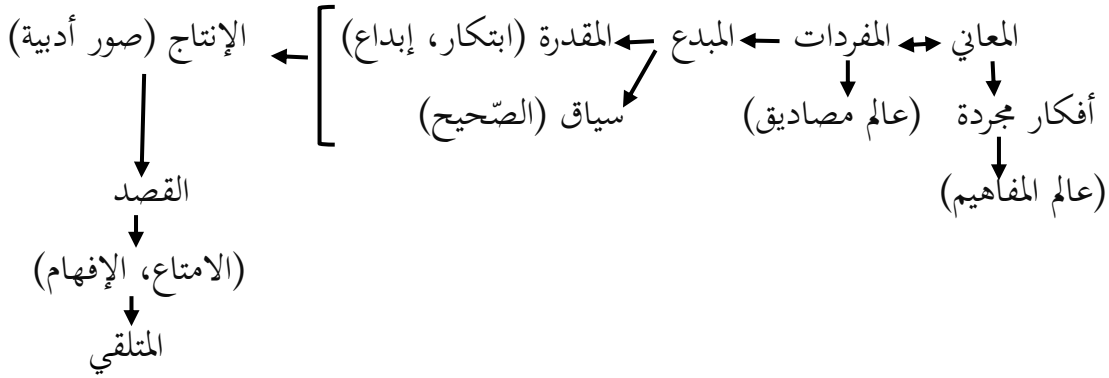 المعاني المفردات المبدع المقدرة (ابتكار، إبداع) الإنتاج (صور أدبية)
أفكار مجردة (عالم مصاديق) سياق (الصّحيح)
(عالم المفاهيم) القصد
(الامتاع، الإفهام)
المتلقي